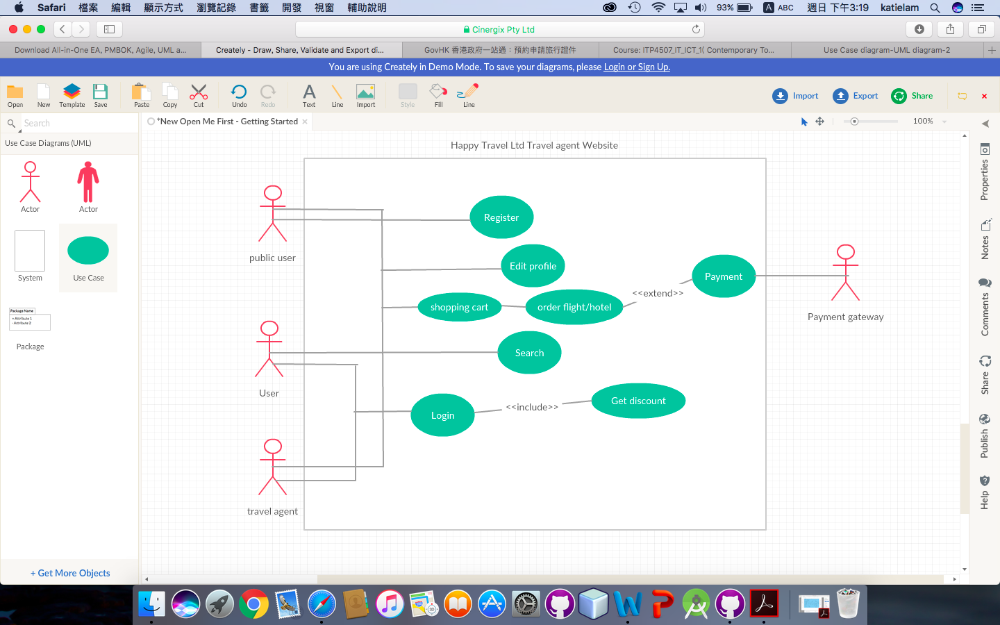 Safari 檔案 編輯 顯示方式 瀏覽記錄 書籤 開發 視窗 輔助說明 93% A ABC 週日 下午3:19 katielam
Cinergix Pty Ltd
Download All-in-One EA, PMBOK, Agile, UML a... Creately - Draw, Share, Validate and Export di... GovHK 香港政府一站通：預約申請旅行證件 Course: ITP4507_IT_ICT_1( Contemporary To... Use Case diagram-UML diagram-2
You are using Creately in Demo Mode. To save your diagrams, please Login or Sign Up.
Open New Template Save Paste Copy Cut Undo Redo Text Line Import Style Fill Line Import Export Share
Search
*New Open Me First - Getting Started
100%
Use Case Diagrams (UML)
Actor Actor
System Use Case
Package Name
+ Attribute 1
- Attribute 2
Package
+ Get More Objects
Happy Travel Ltd Travel agent Website
public user
Register
Edit profile
shopping cart
order flight/hotel
<<extend>>
Payment
Payment gateway
Search
User
Login
<<include>>
Get discount
travel agent
Properties
Notes
Comments
Share
Publish
Help